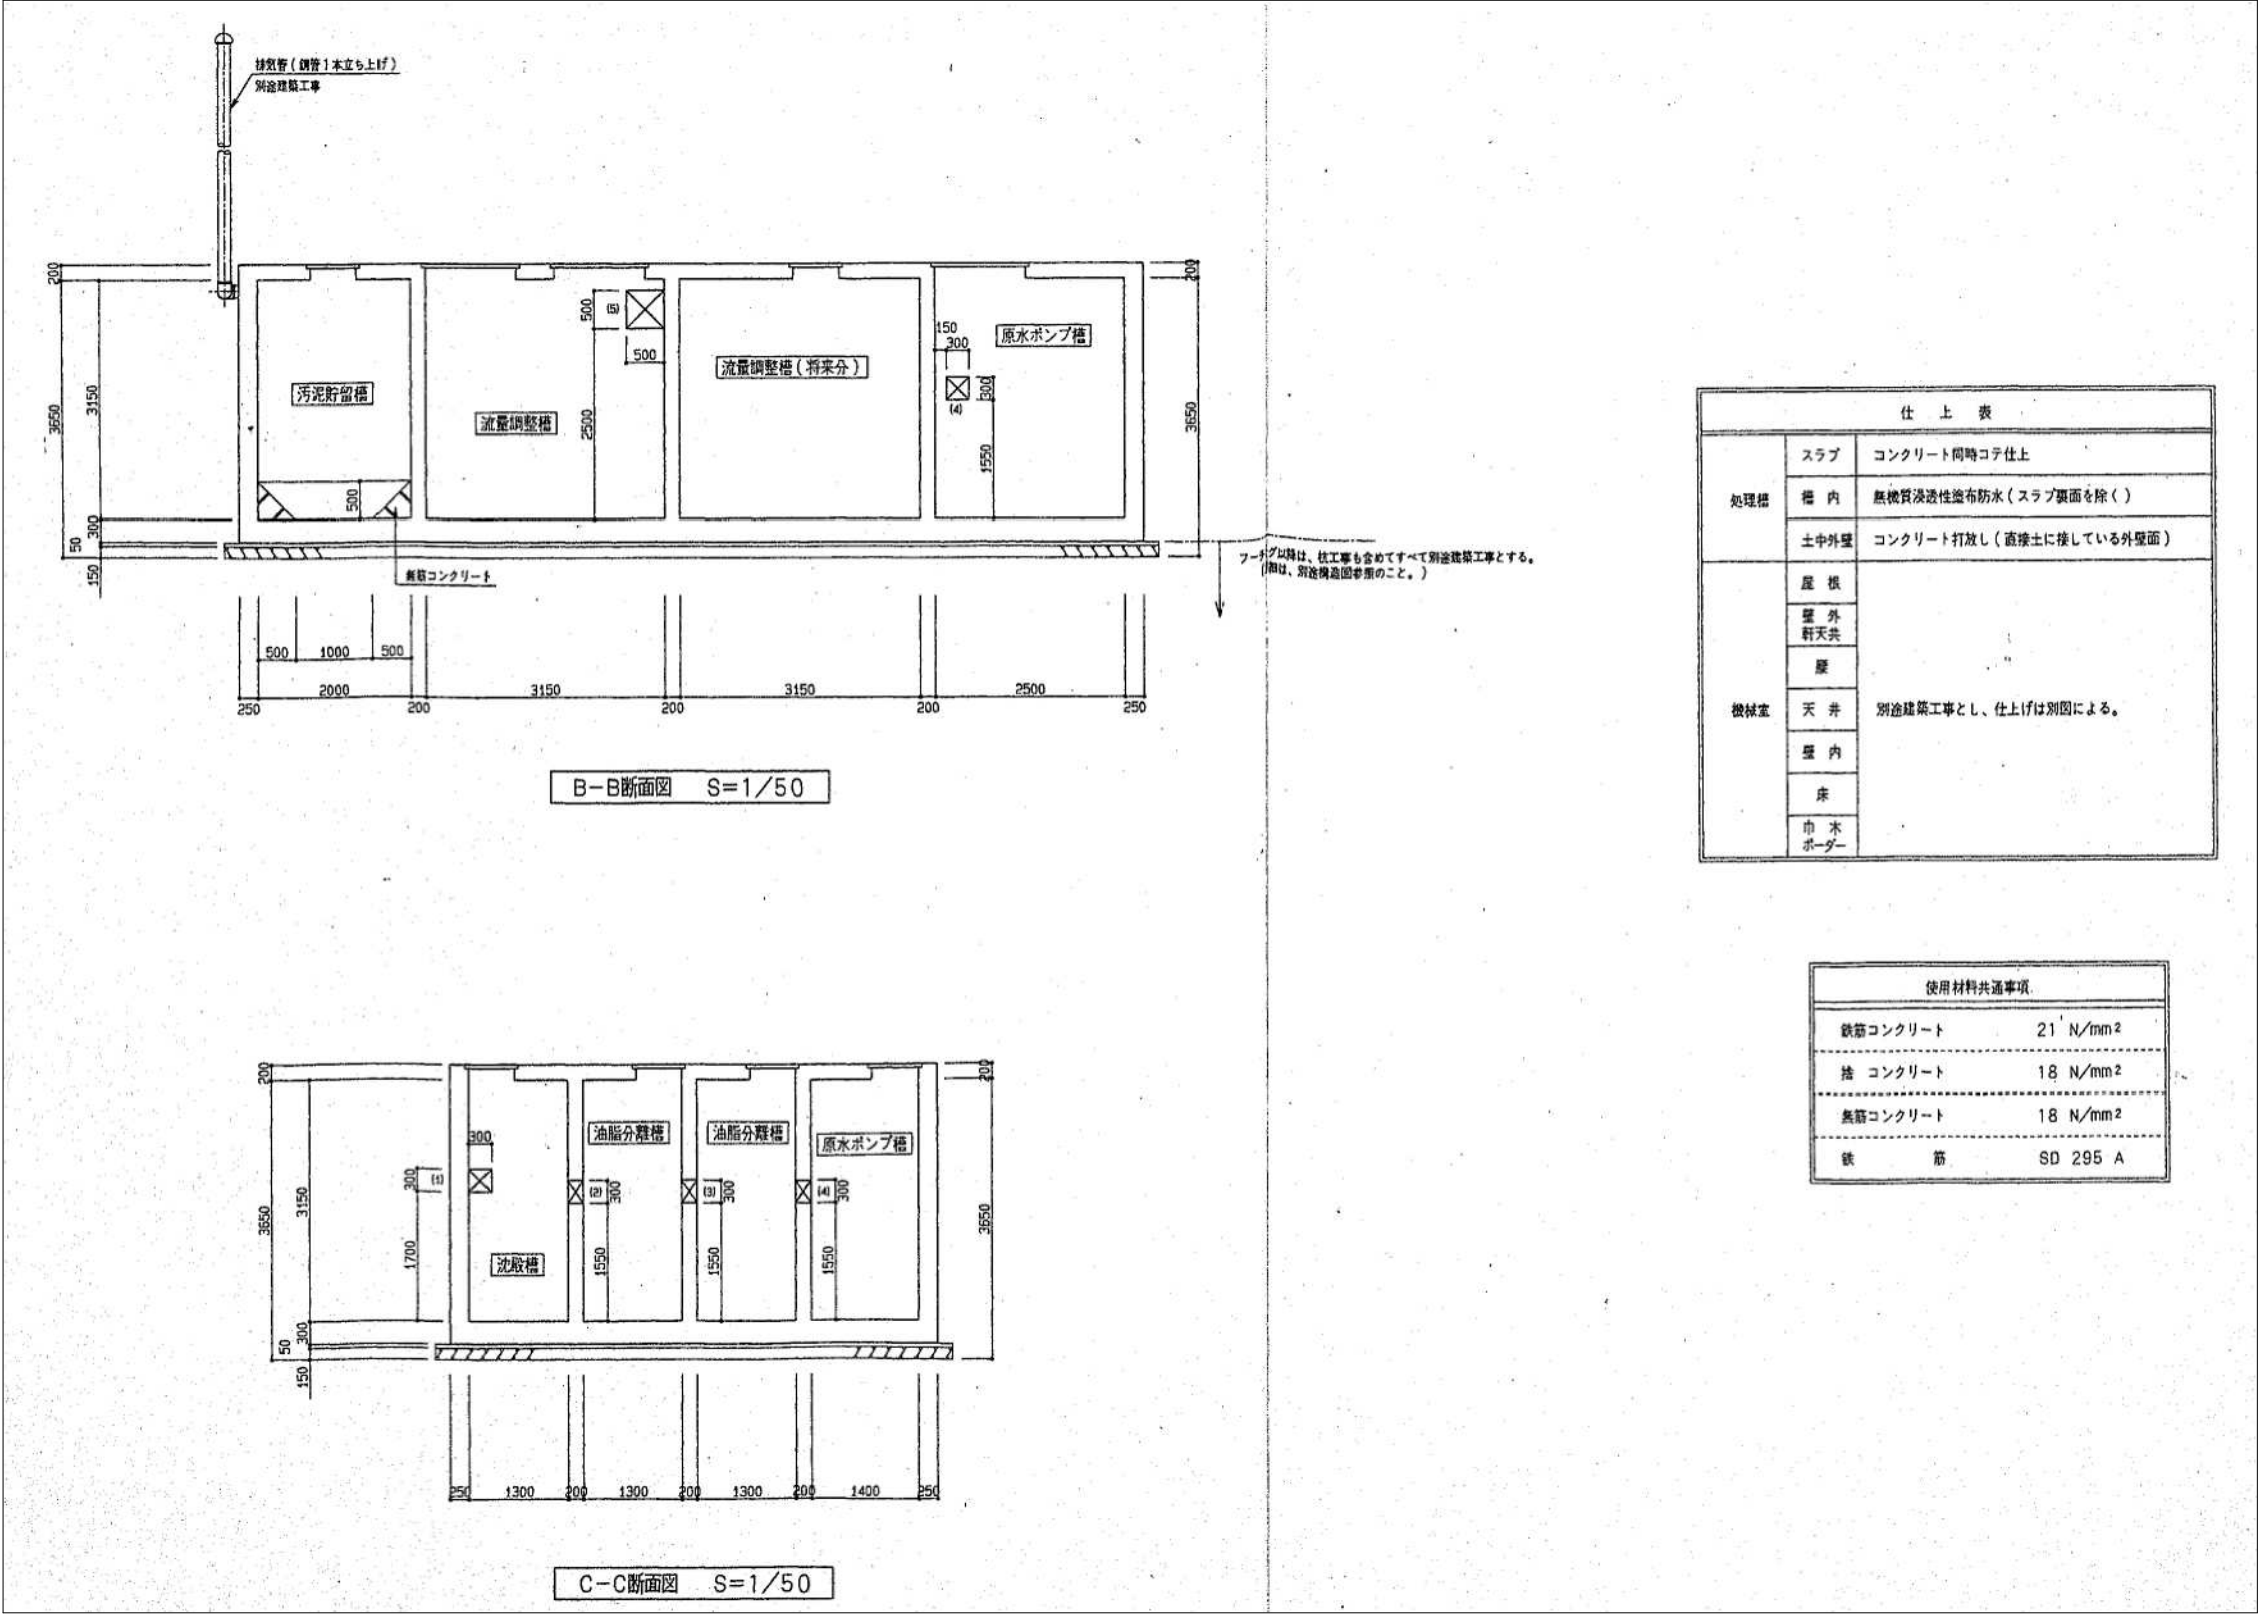 排気管(鋼管1本立ち上げ)
別途建築工事
200
3150
3650
300
50
150
汚泥貯留槽
500
無筋コンクリート
流量調整槽
500
(5)
500
2500
流量調整槽(将来分)
原水ポンプ槽
150
300
300
(4)
1550
200
3650
フーチング以降は、杭工事も含めてすべて別途建築工事とする。
は、別途構造図参照のこと。)
500 1000 500
2000 3150 3150 2500
250 200 200 200 250
B-B断面図 S=1/50
仕上表
処理槽
スラブ コンクリート同時コテ仕上
槽内 無機質浸透性塗布防水(スラブ裏面を除く)
土中外壁 コンクリート打放し(直接土に接している外壁面)
機械室
屋根
壁外
軒天共
腰
天井 別途建築工事とし、仕上げは別図による。
壁内
床
巾木
ボーダー
使用材料共通事項
鉄筋コンクリート 21 N/mm2
捨コンクリート 18 N/mm2
無筋コンクリート 18 N/mm2
鉄筋 SD 295 A
200
3150
3650
300
50
150
300
300
(1)
1700
沈殿槽
油脂分離槽
(2)
300
1550
油脂分離槽
(3)
300
1550
原水ポンプ槽
(4)
300
1550
200
3650
250 1300 200 1300 200 1300 200 1400 250
C-C断面図 S=1/50